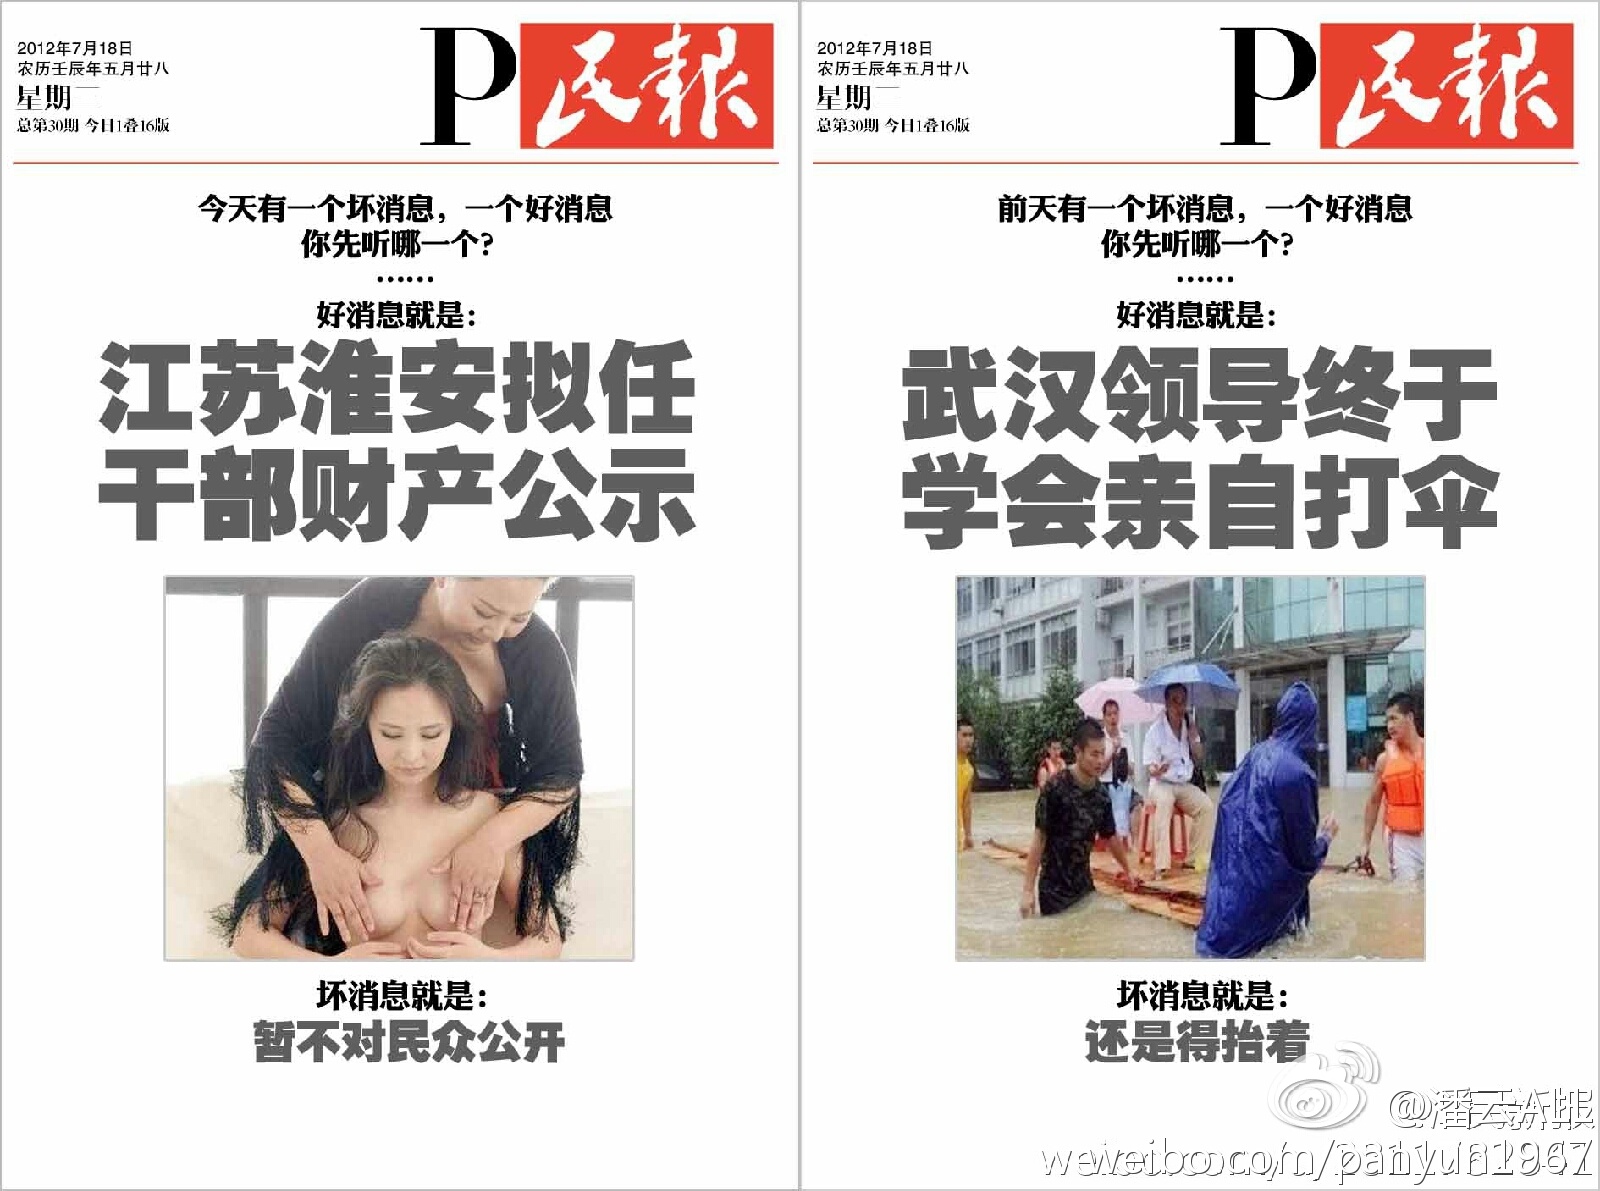 2012年7月18日
农历壬辰年五月廿八
星期三
总第30期 今日1叠16版
P民報
今天有一个坏消息，一个好消息
你先听哪一个？
……
好消息就是：
江苏淮安拟任
干部财产公示
坏消息就是：
暂不对民众公开
2012年7月18日
农历壬辰年五月廿八
星期三
总第30期 今日1叠16版
P民報
前天有一个坏消息，一个好消息
你先听哪一个？
……
好消息就是：
武汉领导终于
学会亲自打伞
坏消息就是：
还是得抬着